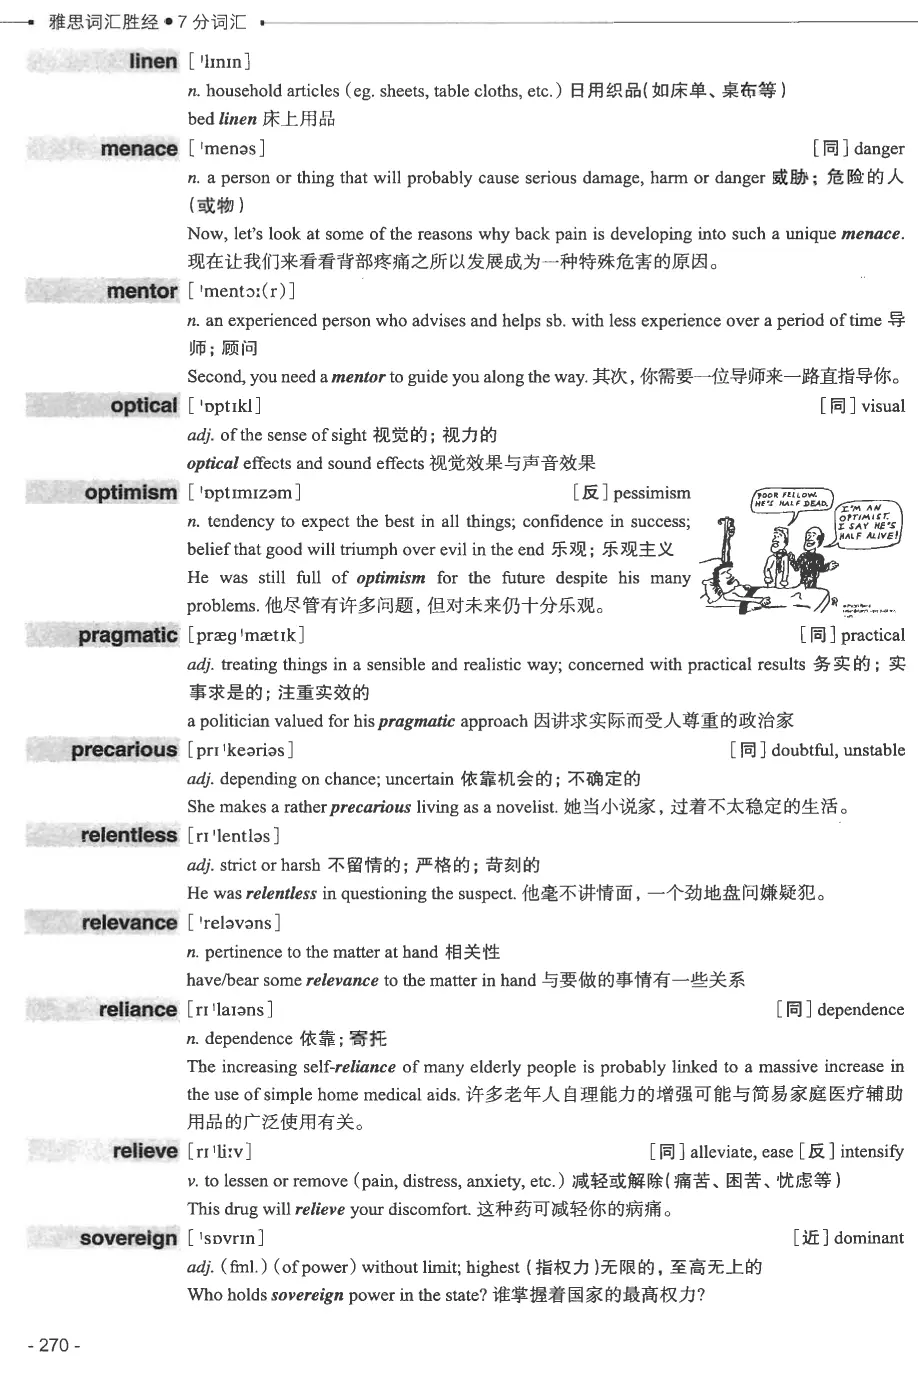 雅思词汇胜经●7分词汇
linen [ˈlɪnɪn]
n. household articles (eg. sheets, table cloths, etc.) 日用织品(如床单、桌布等)
bed linen 床上用品
menace [ˈmenəs] [同] danger
n. a person or thing that will probably cause serious damage, harm or danger 威胁; 危险的人
(或物)
Now, let's look at some of the reasons why back pain is developing into such a unique menace.
现在让我们来看看背部疼痛之所以发展成为一种特殊危害的原因。
mentor [ˈmentɔː(r)]
n. an experienced person who advises and helps sb. with less experience over a period of time 导
师; 顾问
Second, you need a mentor to guide you along the way. 其次, 你需要一位导师来一路直指导你。
optical [ˈɒptɪkl] [同] visual
adj. of the sense of sight 视觉的; 视力的
optical effects and sound effects 视觉效果与声音效果
optimism [ˈɒptɪmɪzəm] [反] pessimism
n. tendency to expect the best in all things; confidence in success;
belief that good will triumph over evil in the end 乐观; 乐观主义
He was still full of optimism for the future despite his many
problems. 他尽管有许多问题, 但对未来仍十分乐观。
POOR FELLOW.
HE'S HALF DEAD.
I'M AN
OPTIMIST.
I SAY HE'S
HALF ALIVE!
pragmatic [præɡˈmætɪk] [同] practical
adj. treating things in a sensible and realistic way; concerned with practical results 务实的; 实
事求是的; 注重实效的
a politician valued for his pragmatic approach 因讲求实际而受人尊重的政治家
precarious [prɪˈkeəriəs] [同] doubtful, unstable
adj. depending on chance; uncertain 依靠机会的; 不确定的
She makes a rather precarious living as a novelist. 她当小说家, 过着不太稳定的生活。
relentless [rɪˈlentləs]
adj. strict or harsh 不留情的; 严格的; 苛刻的
He was relentless in questioning the suspect. 他毫不讲情面, 一个劲地盘问嫌疑犯。
relevance [ˈreləvəns]
n. pertinence to the matter at hand 相关性
have/bear some relevance to the matter in hand 与要做的事情有一些关系
reliance [rɪˈlaɪəns] [同] dependence
n. dependence 依靠; 寄托
The increasing self-reliance of many elderly people is probably linked to a massive increase in
the use of simple home medical aids. 许多老年人自理能力的增强可能与简易家庭医疗辅助
用品的广泛使用有关。
relieve [rɪˈliːv] [同] alleviate, ease [反] intensify
v. to lessen or remove (pain, distress, anxiety, etc.) 减轻或解除(痛苦、困苦、忧虑等)
This drug will relieve your discomfort. 这种药可减轻你的病痛。
sovereign [ˈsɒvrɪn] [近] dominant
adj. (fml.) (of power) without limit; highest (指权力)无限的, 至高无上的
Who holds sovereign power in the state? 谁掌握着国家的最高权力?
- 270 -